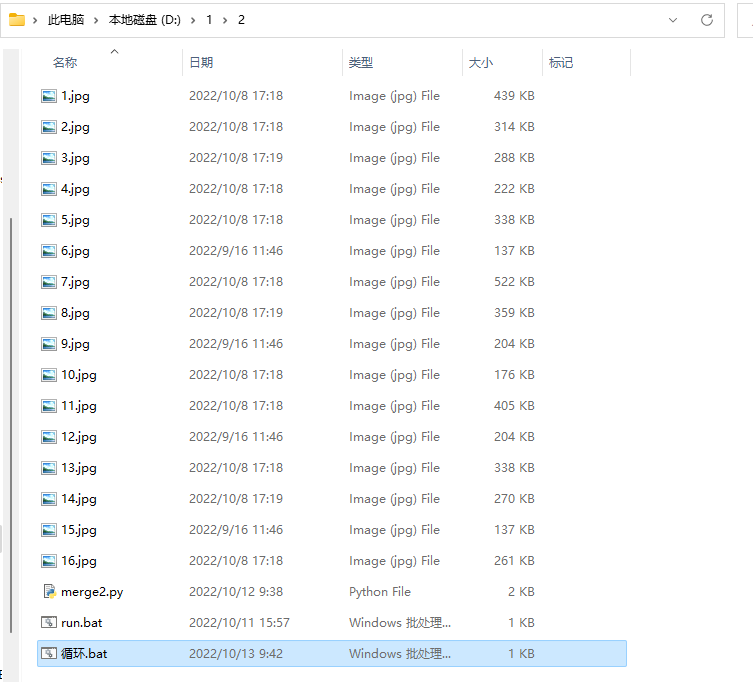 此电脑 > 本地磁盘 (D:) > 1 > 2
名称 日期 类型 大小 标记
1.jpg 2022/10/8 17:18 Image (jpg) File 439 KB
2.jpg 2022/10/8 17:18 Image (jpg) File 314 KB
3.jpg 2022/10/8 17:19 Image (jpg) File 288 KB
4.jpg 2022/10/8 17:18 Image (jpg) File 222 KB
5.jpg 2022/10/8 17:18 Image (jpg) File 338 KB
6.jpg 2022/9/16 11:46 Image (jpg) File 137 KB
7.jpg 2022/10/8 17:18 Image (jpg) File 522 KB
8.jpg 2022/10/8 17:19 Image (jpg) File 359 KB
9.jpg 2022/9/16 11:46 Image (jpg) File 204 KB
10.jpg 2022/10/8 17:18 Image (jpg) File 176 KB
11.jpg 2022/10/8 17:18 Image (jpg) File 405 KB
12.jpg 2022/9/16 11:46 Image (jpg) File 204 KB
13.jpg 2022/10/8 17:18 Image (jpg) File 338 KB
14.jpg 2022/10/8 17:19 Image (jpg) File 270 KB
15.jpg 2022/9/16 11:46 Image (jpg) File 137 KB
16.jpg 2022/10/8 17:18 Image (jpg) File 261 KB
merge2.py 2022/10/12 9:38 Python File 2 KB
run.bat 2022/10/11 15:57 Windows 批处理... 1 KB
循环.bat 2022/10/13 9:42 Windows 批处理... 1 KB